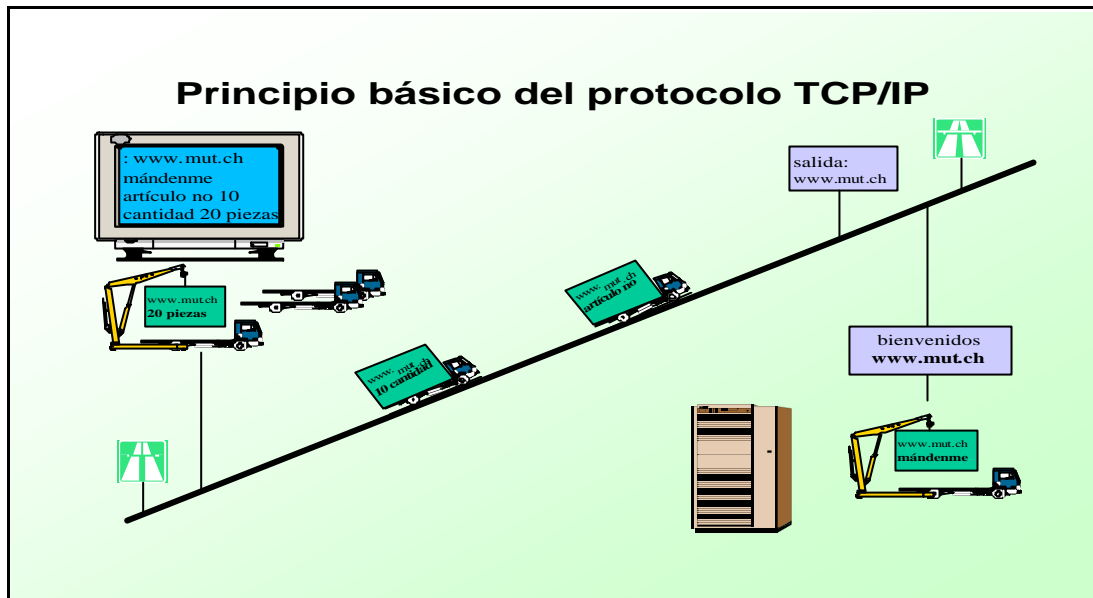 Principio básico del protocolo TCP/IP
: www.mut.ch
mándenme
artículo no 10
cantidad 20 piezas
salida:
www.mut.ch
www.mut.ch
20 piezas
www. mut ch
artículo no
www. mut ch
10 cantidad
bienvenidos
www.mut.ch
www.mut.ch
mándenme